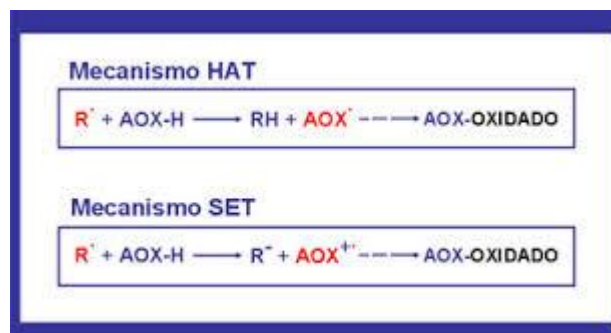 Mecanismo HAT
R˙ + AOX-H ⟶ RH + AOX˙ ---→ AOX-OXIDADO
Mecanismo SET
R˙ + AOX-H ⟶ R⁻ + AOX⁺˙ ---→ AOX-OXIDADO